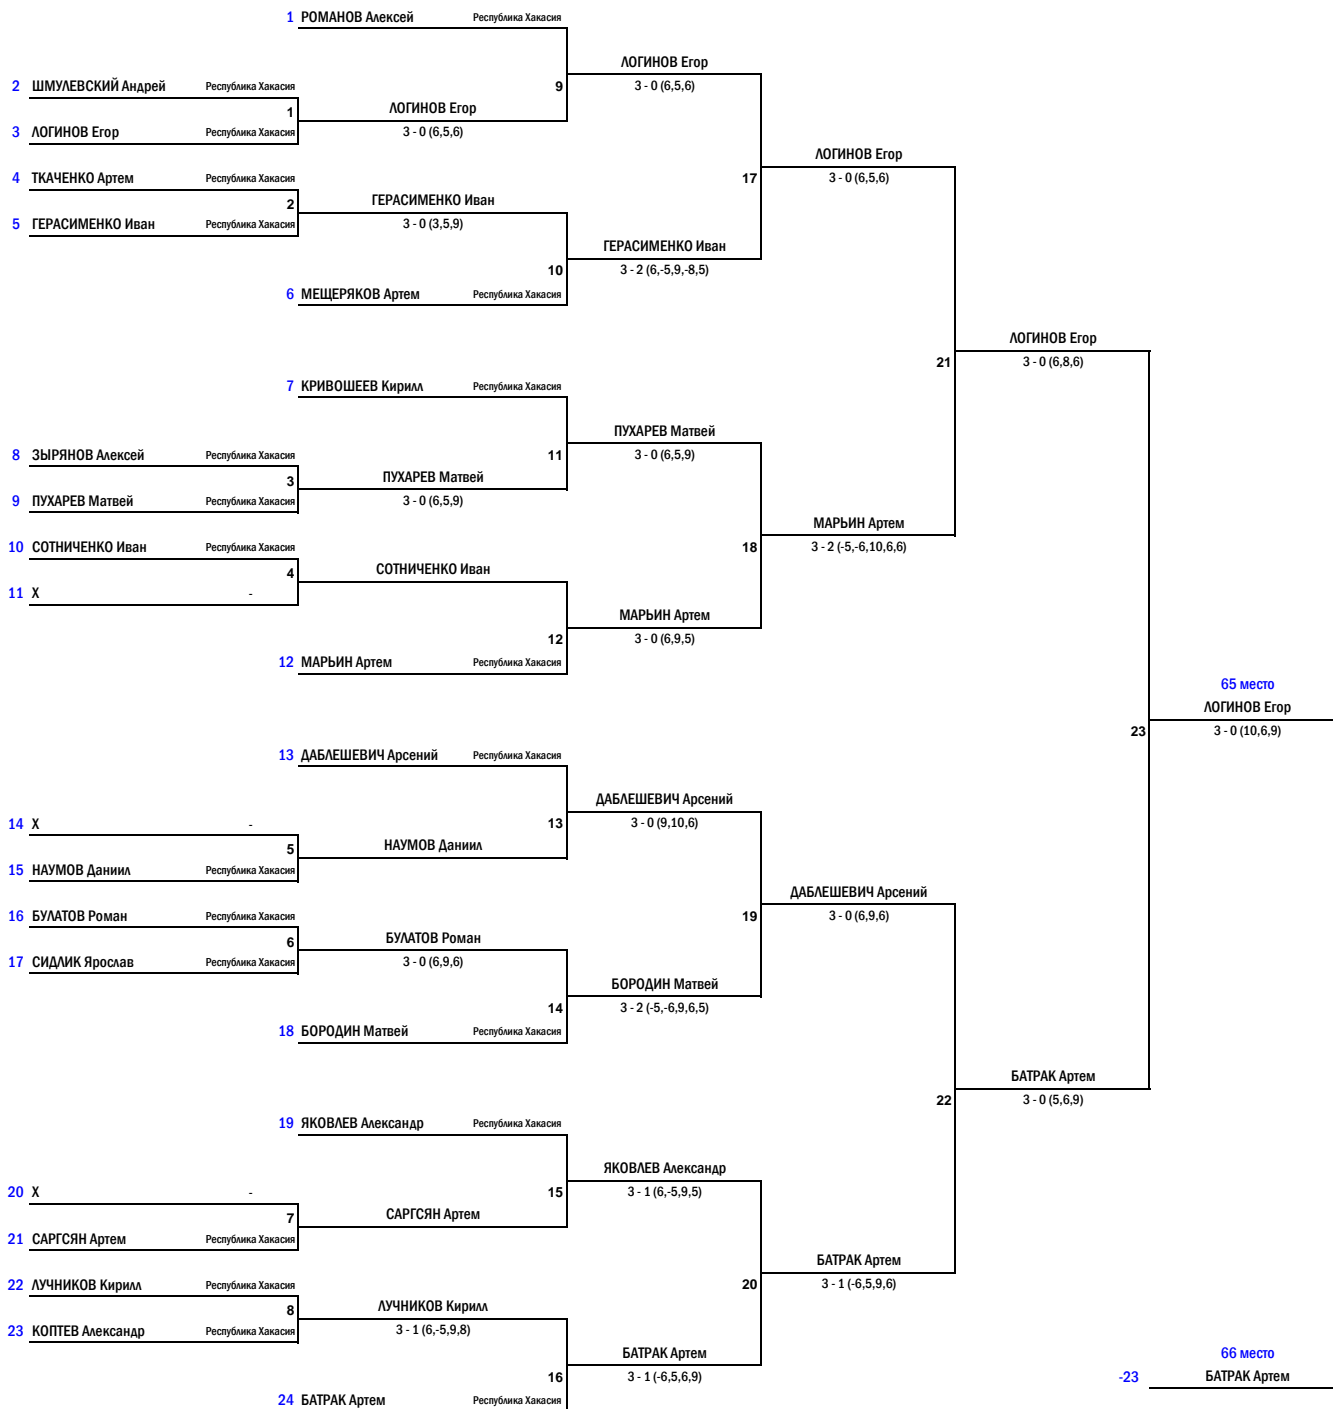 1 РОМАНОВ Алексей Республика Хакасия
ЛОГИНОВ Егор
2 ШМУЛЕВСКИЙ Андрей Республика Хакасия 9 3 - 0 (6,5,6)
1 ЛОГИНОВ Егор
3 ЛОГИНОВ Егор Республика Хакасия 3 - 0 (6,5,6)
ЛОГИНОВ Егор
4 ТКАЧЕНКО Артем Республика Хакасия 17 3 - 0 (6,5,6)
2 ГЕРАСИМЕНКО Иван
5 ГЕРАСИМЕНКО Иван Республика Хакасия 3 - 0 (3,5,9)
ГЕРАСИМЕНКО Иван
10 3 - 2 (6,-5,9,-8,5)
6 МЕЩЕРЯКОВ Артем Республика Хакасия
ЛОГИНОВ Егор
21 3 - 0 (6,8,6)
7 КРИВОШЕЕВ Кирилл Республика Хакасия
ПУХАРЕВ Матвей
8 ЗЫРЯНОВ Алексей Республика Хакасия 11 3 - 0 (6,5,9)
3 ПУХАРЕВ Матвей
9 ПУХАРЕВ Матвей Республика Хакасия 3 - 0 (6,5,9)
МАРЬИН Артем
10 СОТНИЧЕНКО Иван Республика Хакасия 18 3 - 2 (-5,-6,10,6,6)
4 СОТНИЧЕНКО Иван
11 X -
МАРЬИН Артем
12 3 - 0 (6,9,5)
12 МАРЬИН Артем Республика Хакасия
65 место
ЛОГИНОВ Егор
23 3 - 0 (10,6,9)
13 ДАБЛЕШЕВИЧ Арсений Республика Хакасия
ДАБЛЕШЕВИЧ Арсений
14 X - 13 3 - 0 (9,10,6)
5 НАУМОВ Даниил
15 НАУМОВ Даниил Республика Хакасия
ДАБЛЕШЕВИЧ Арсений
16 БУЛАТОВ Роман Республика Хакасия 19 3 - 0 (6,9,6)
6 БУЛАТОВ Роман
17 СИДЛИК Ярослав Республика Хакасия 3 - 0 (6,9,6)
БОРОДИН Матвей
14 3 - 2 (-5,-6,9,6,5)
18 БОРОДИН Матвей Республика Хакасия
БАТРАК Артем
22 3 - 0 (5,6,9)
19 ЯКОВЛЕВ Александр Республика Хакасия
ЯКОВЛЕВ Александр
20 X - 15 3 - 1 (6,-5,9,5)
7 САРГСЯН Артем
21 САРГСЯН Артем Республика Хакасия
БАТРАК Артем
22 ЛУЧНИКОВ Кирилл Республика Хакасия 20 3 - 1 (-6,5,9,6)
8 ЛУЧНИКОВ Кирилл
23 КОПТЕВ Александр Республика Хакасия 3 - 1 (6,-5,9,8)
БАТРАК Артем 66 место
16 3 - 1 (-6,5,6,9) -23 БАТРАК Артем
24 БАТРАК Артем Республика Хакасия